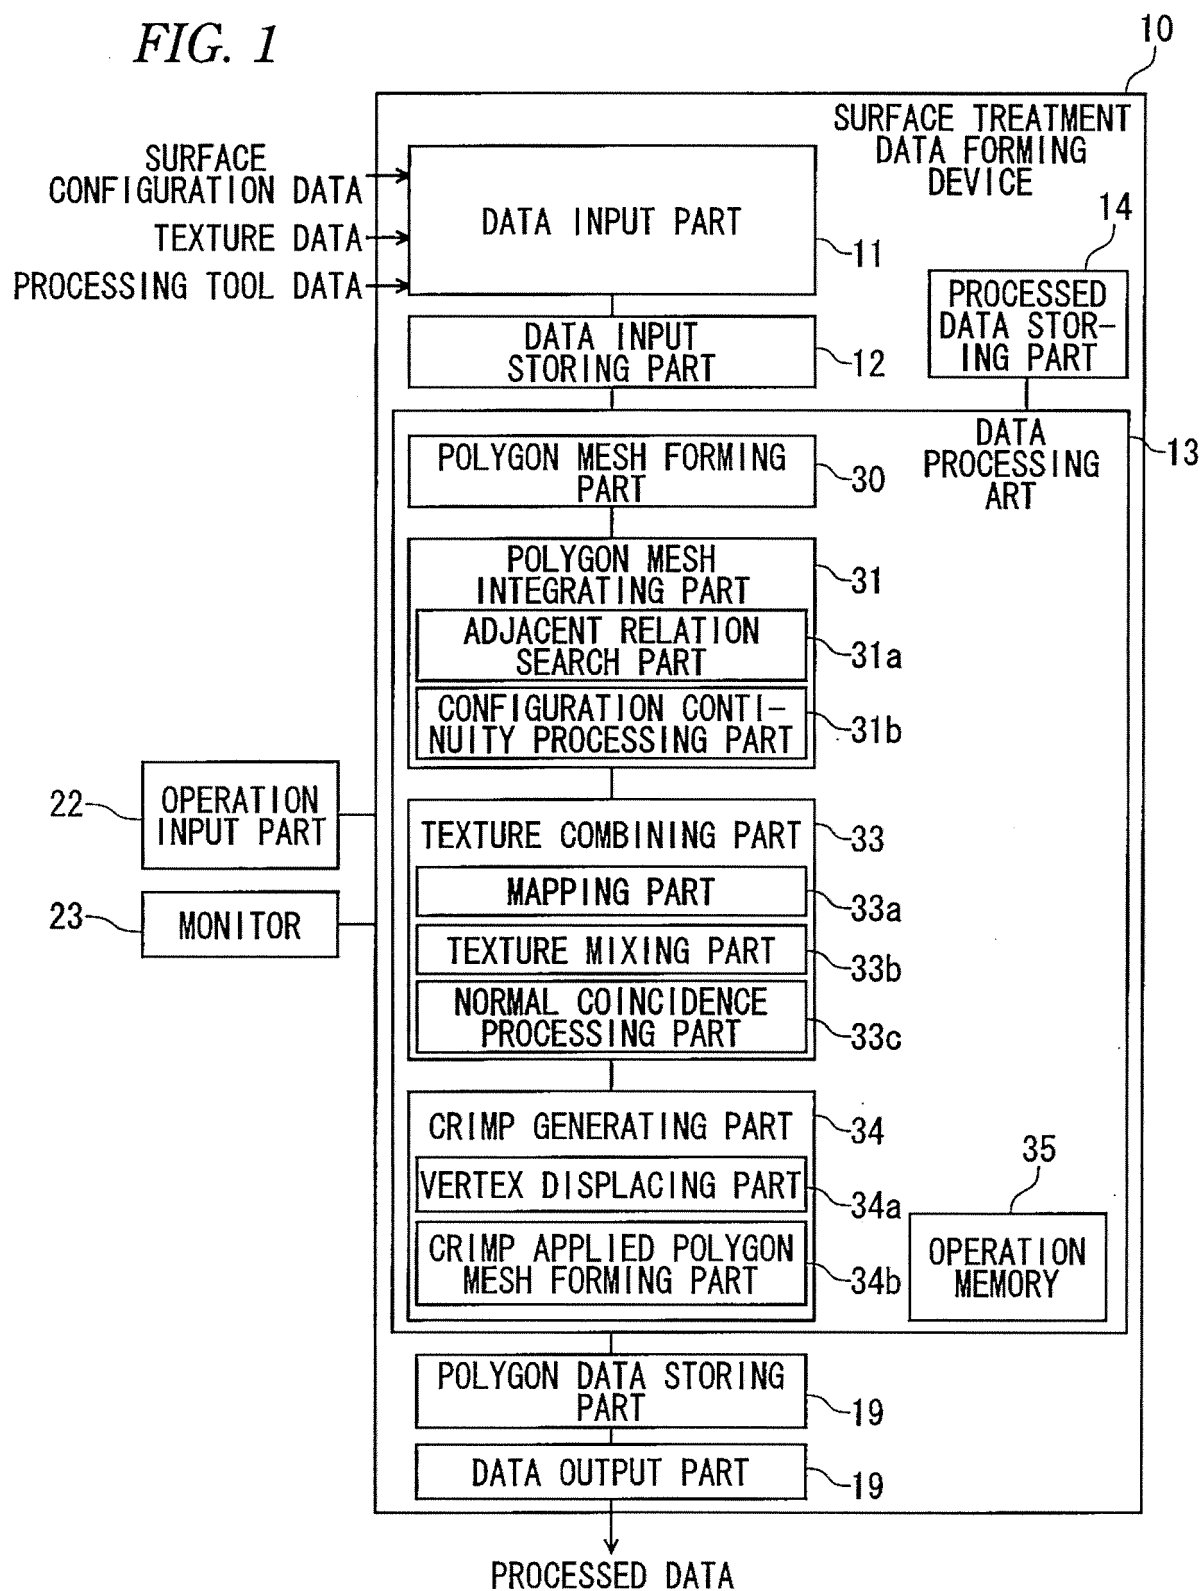 FIG. 1
10
SURFACE TREATMENT
DATA FORMING
DEVICE
SURFACE
CONFIGURATION DATA
TEXTURE DATA
PROCESSING TOOL DATA
DATA INPUT PART
11
14
PROCESSED
DATA STOR-
ING PART
DATA INPUT
STORING PART
12
DATA
PROCESSING
ART
13
POLYGON MESH FORMING
PART
30
POLYGON MESH
INTEGRATING PART
31
ADJACENT RELATION
SEARCH PART
31a
CONFIGURATION CONTI-
NUITY PROCESSING PART
31b
22
OPERATION
INPUT PART
23
MONITOR
TEXTURE COMBINING PART
33
MAPPING PART
33a
TEXTURE MIXING PART
33b
NORMAL COINCIDENCE
PROCESSING PART
33c
CRIMP GENERATING PART
34
VERTEX DISPLACING PART
34a
CRIMP APPLIED POLYGON
MESH FORMING PART
34b
35
OPERATION
MEMORY
POLYGON DATA STORING
PART
19
DATA OUTPUT PART
19
PROCESSED DATA